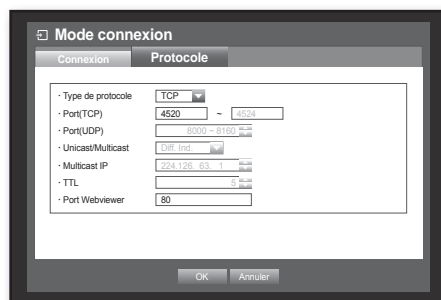 Mode connexion
Connexion Protocole
· Type de protocole TCP
· Port(TCP) 4520 ~ 4524
· Port(UDP) 8000 ~ 8160
· Unicast/Multicast Diff. Ind.
· Multicast IP 224.126. 63. 1
· TTL 5
· Port Webviewer 80
OK Annuler